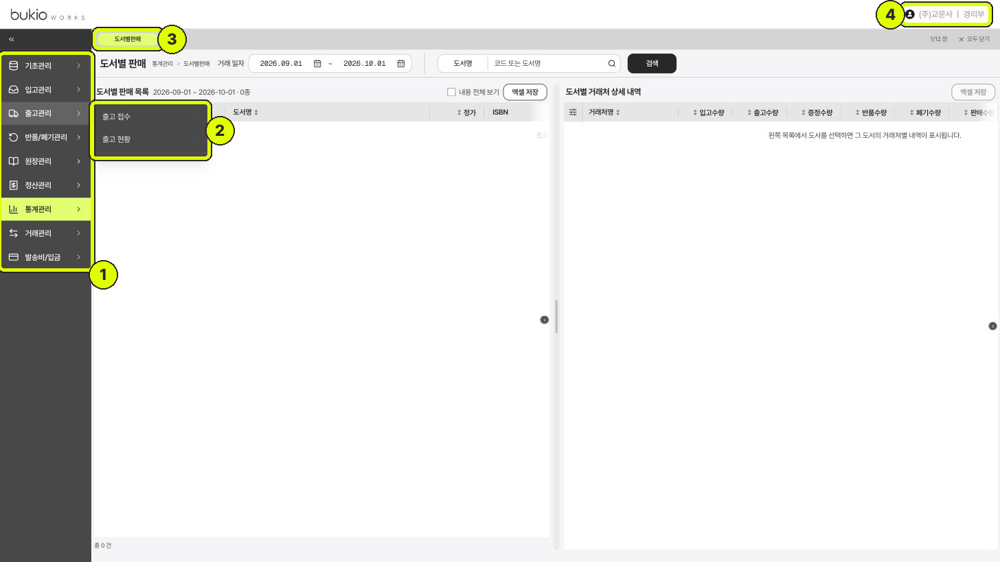 bukio WORKS
4
(주)교문사 | 경리부
도서별판매
3
1/12 창
모두 닫기
기초관리
입고관리
출고관리
반품/폐기관리
원장관리
정산관리
통계관리
거래관리
발송비/입금
1
도서별 판매
통계관리 > 도서별판매
거래 일자
2026.09.01 ~ 2026.10.01
도서명
코드 또는 도서명
검색
도서별 판매 목록 2026-09-01 ~ 2026-10-01 · 0종
내용 전체 보기
엑셀 저장
도서명
정가
ISBN
출고 접수
출고 현황
2
총 0 건
도서별 거래처 상세 내역
엑셀 저장
거래처명
입고수량
출고수량
증정수량
반품수량
폐기수량
판매수량
왼쪽 목록에서 도서를 선택하면 그 도서의 거래처별 내역이 표시됩니다.